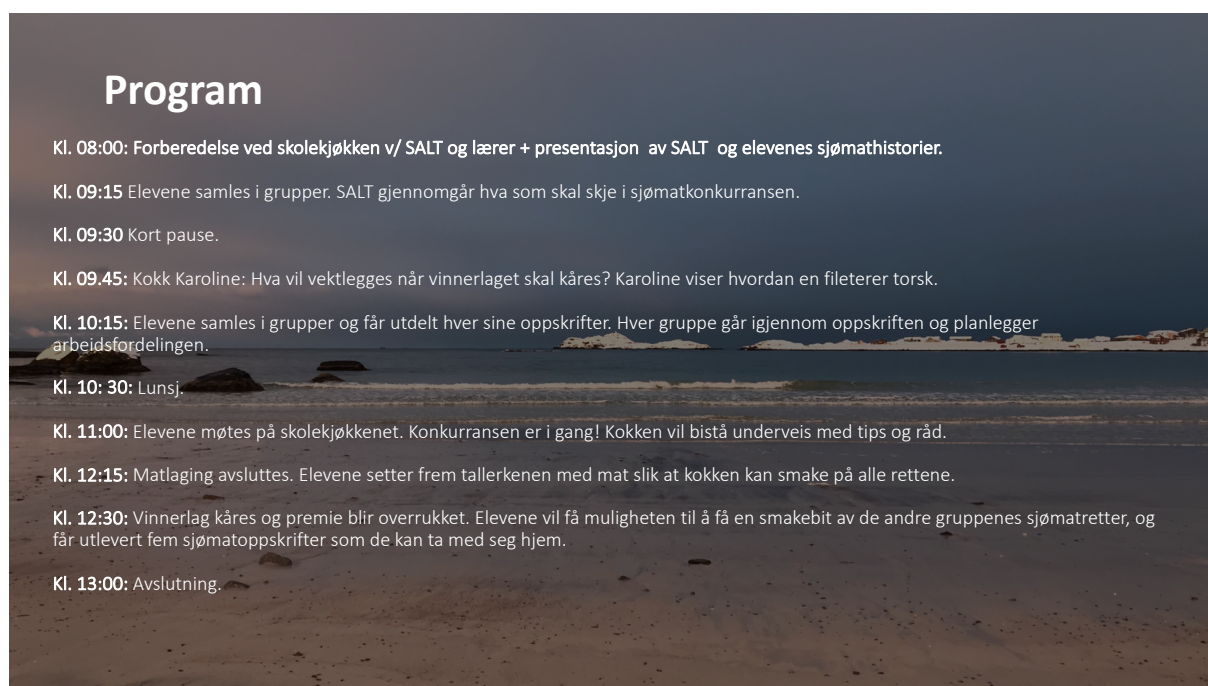 Program
Kl. 08:00: Forberedelse ved skolekjøkken v/ SALT og lærer + presentasjon  av SALT  og elevenes sjømathistorier.
Kl. 09:15 Elevene samles i grupper. SALT gjennomgår hva som skal skje i sjømatkonkurransen.
Kl. 09:30 Kort pause.
Kl. 09.45: Kokk Karoline: Hva vil vektlegges når vinnerlaget skal kåres? Karoline viser hvordan en fileterer torsk.
Kl. 10:15: Elevene samles i grupper og får utdelt hver sine oppskrifter. Hver gruppe går igjennom oppskriften og planlegger
arbeidsfordelingen.
Kl. 10: 30: Lunsj.
Kl. 11:00: Elevene møtes på skolekjøkkenet. Konkurransen er i gang! Kokken vil bistå underveis med tips og råd.
Kl. 12:15: Matlaging avsluttes. Elevene setter frem tallerkenen med mat slik at kokken kan smake på alle rettene.
Kl. 12:30: Vinnerlag kåres og premie blir overrukket. Elevene vil få muligheten til å få en smakebit av de andre gruppenes sjømatretter, og
får utlevert fem sjømatoppskrifter som de kan ta med seg hjem.
Kl. 13:00: Avslutning.